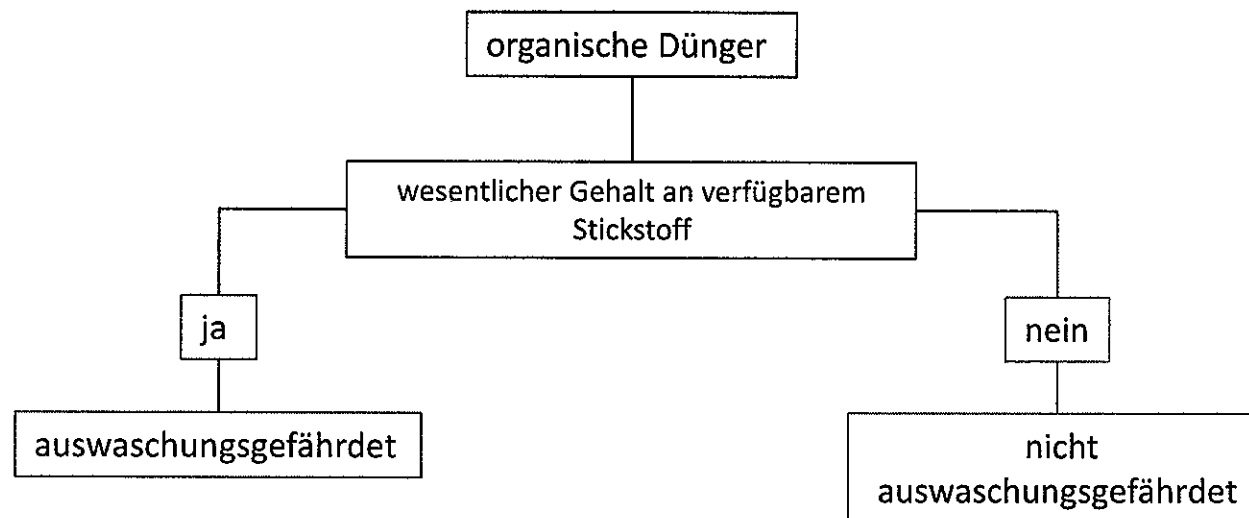 organische Dünger
wesentlicher Gehalt an verfügbarem
Stickstoff
ja
nein
auswaschungsgefährdet
nicht
auswaschungsgefährdet